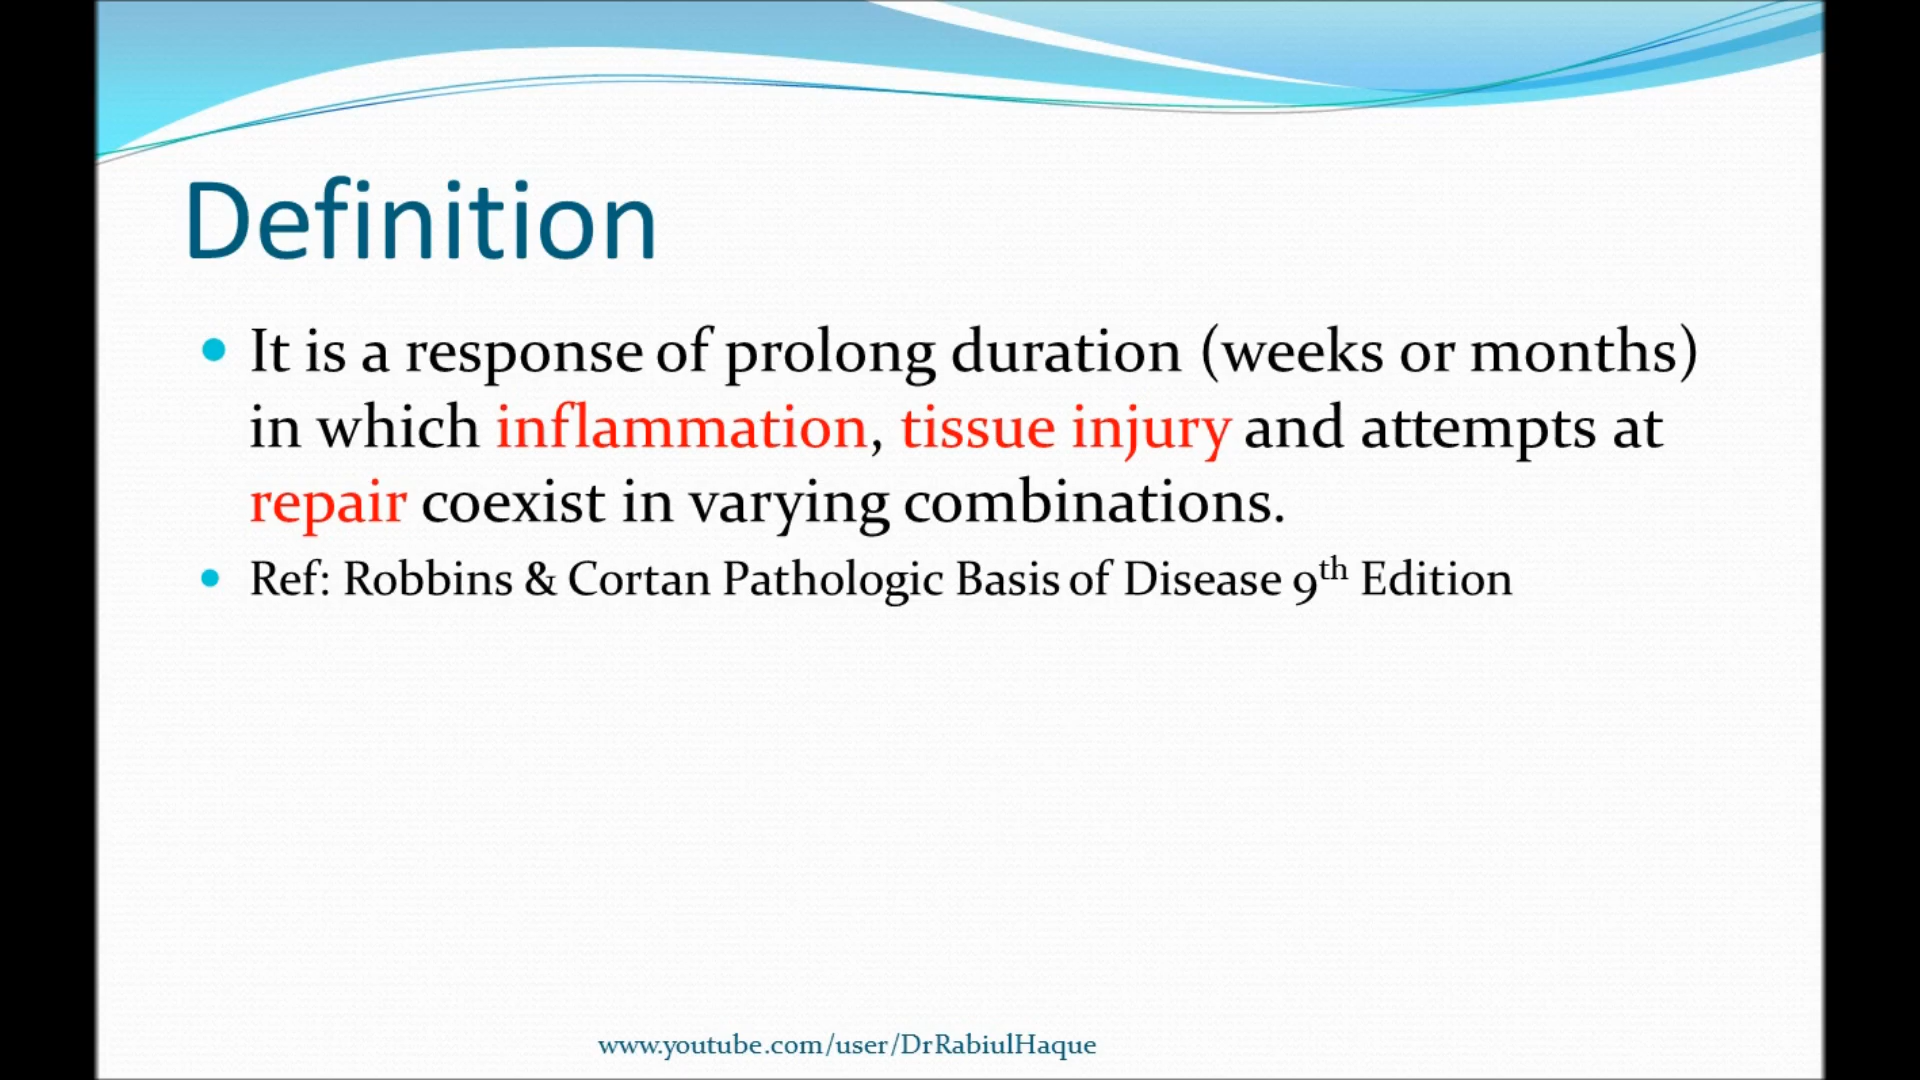 Definition
It is a response of prolong duration (weeks or months)
in which inflammation, tissue injury and attempts at
repair coexist in varying combinations.
Ref: Robbins & Cortan Pathologic Basis of Disease 9th Edition
www.youtube.com/user/DrRabiulHaque